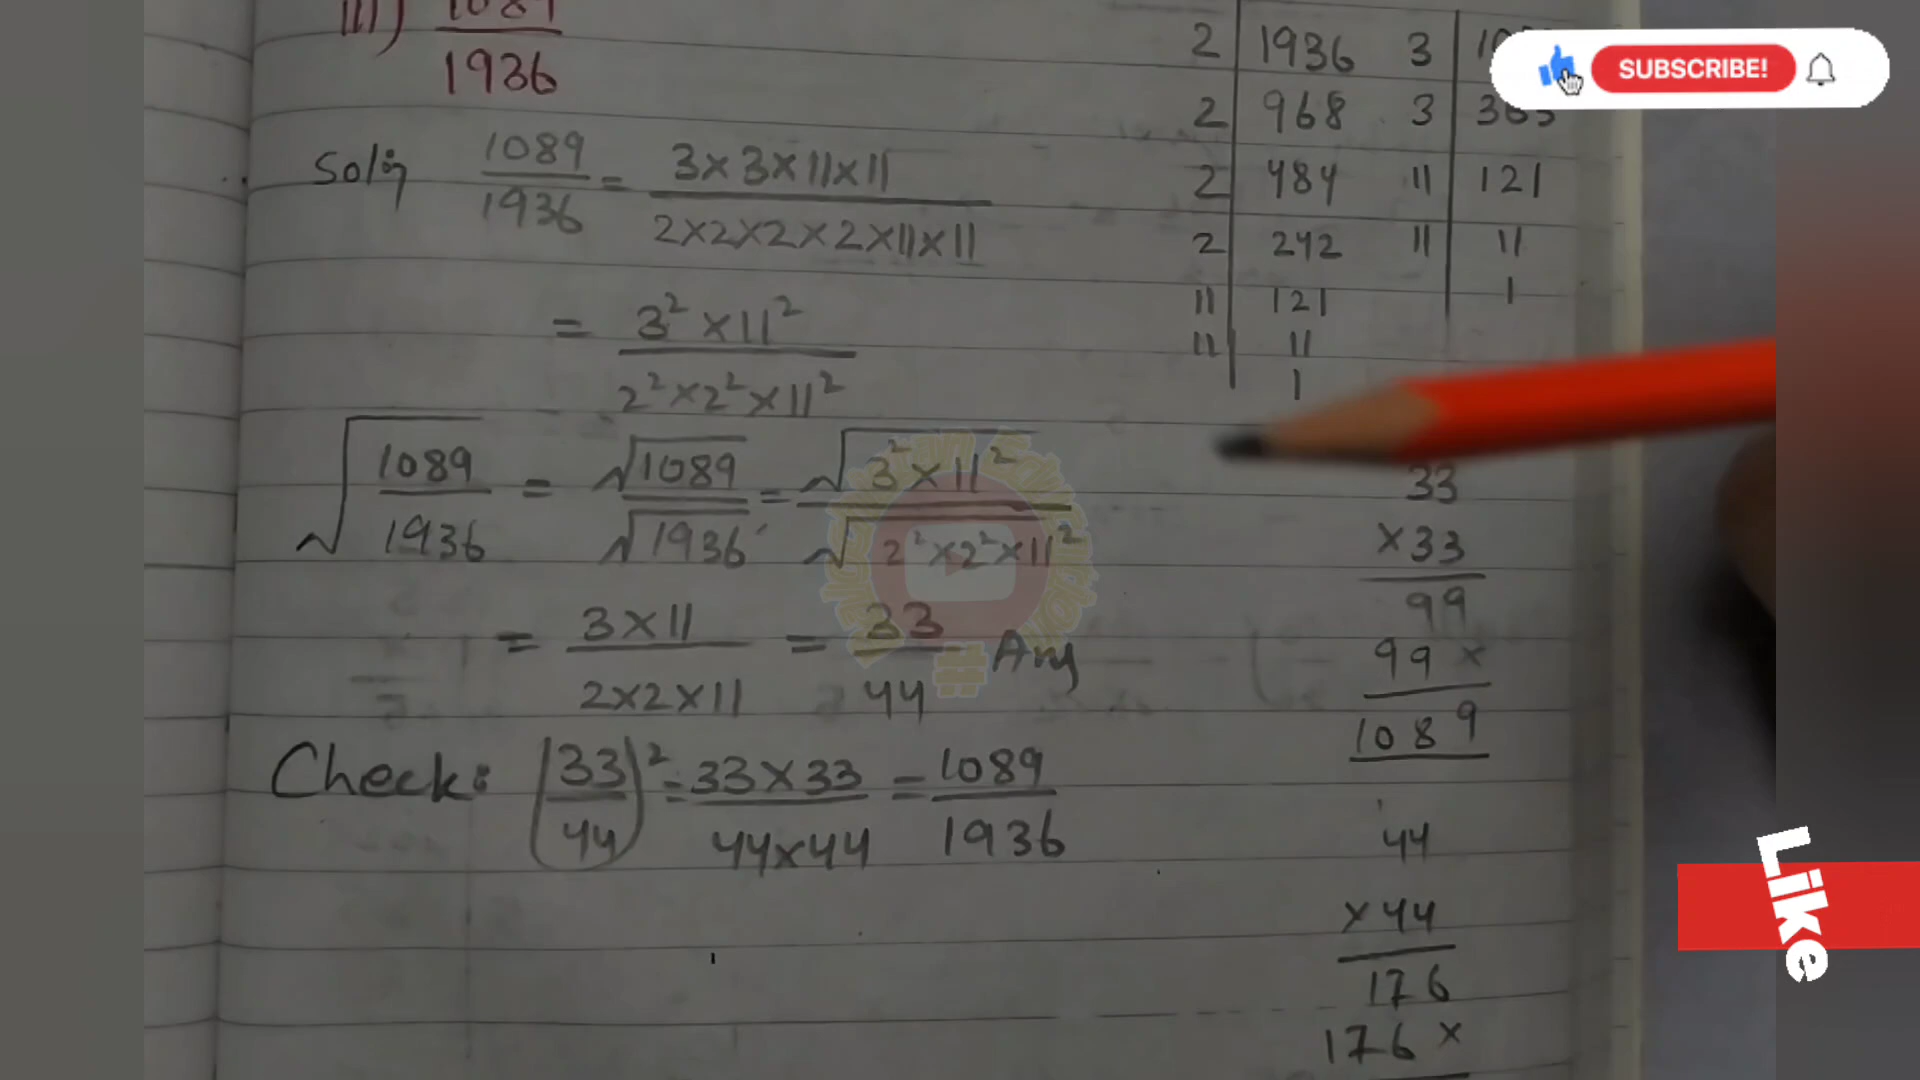 iii) 1089
1936
Sol:n 1089/1936 = 3×3×11×11 / 2×2×2×2×11×11
= 3²×11² / 2²×2²×11²
√1089/1936 = √1089/√1936 = √3²×11² / √2²×2²×11²
= 3×11 / 2×2×11 = 33/44 Ans
Check: (33/44)² = 33×33 / 44×44 = 1089/1936
2 1936
2 968
2 484
2 242
11 121
11 11
1
3
3 363
11 121
11 11
1
33
×33
99
99×
1089
44
×44
176
176×
SUBSCRIBE!
Like